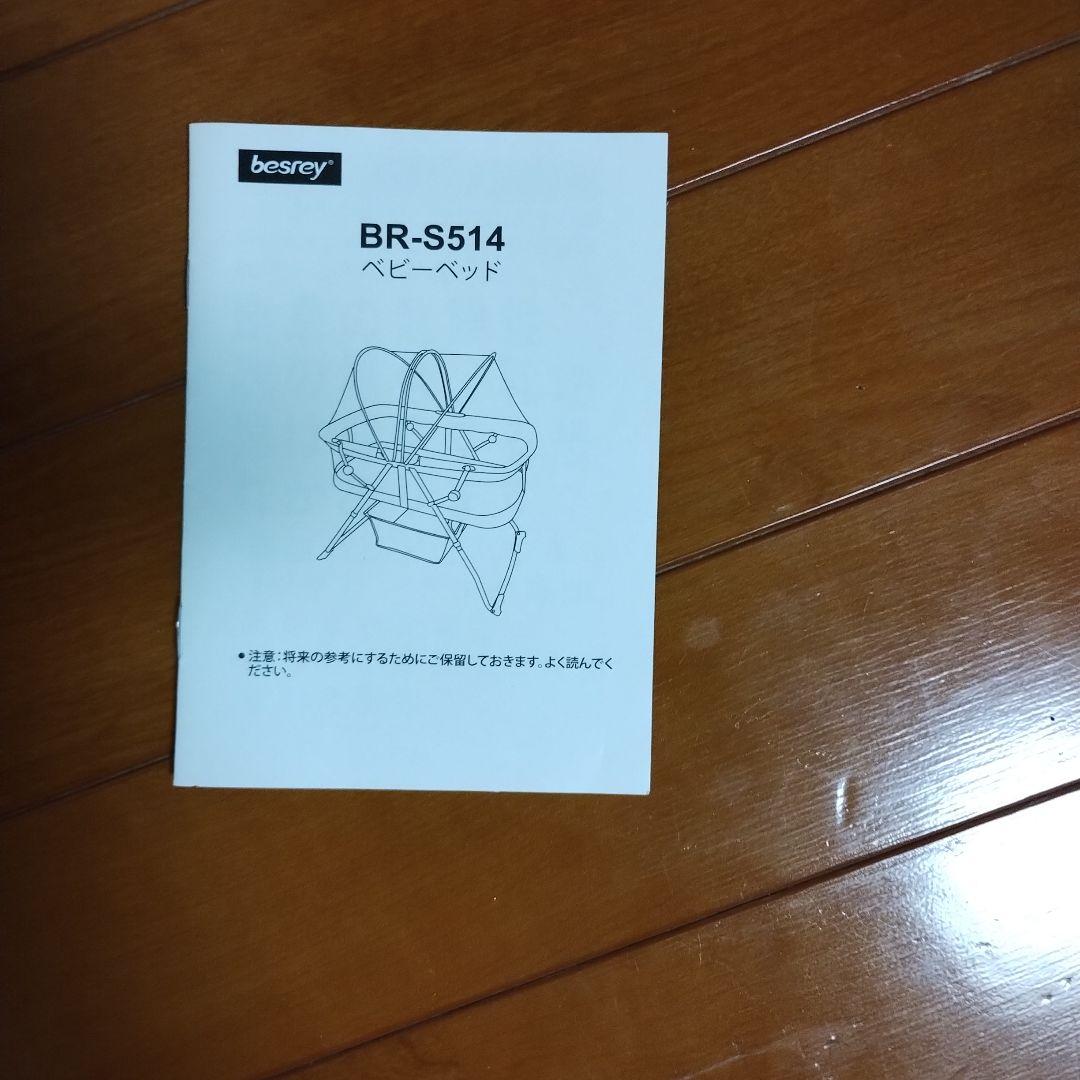 besrey®
BR-S514
ベビーベッド
● 注意：将来の参考にするためにご保留しておきます。よく読んでく
ださい。